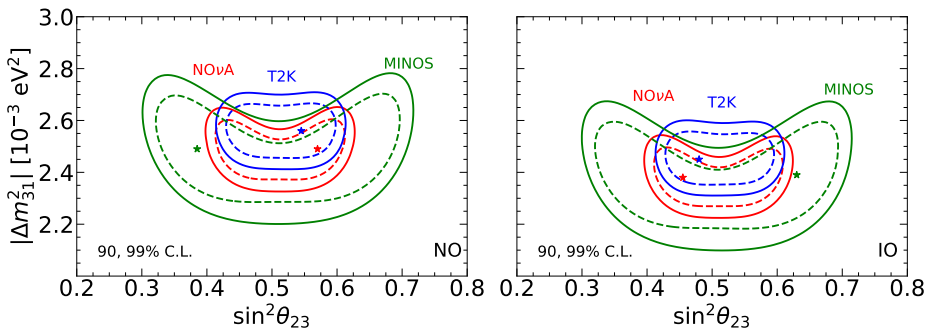 |Δm²₃₁| [10⁻³ eV²]
3.0
2.8
2.6
2.4
2.2
NOνA
T2K
MINOS
90, 99% C.L.
NO
0.2 0.3 0.4 0.5 0.6 0.7 0.8
sin²θ₂₃
NOνA
T2K
MINOS
90, 99% C.L.
IO
0.2 0.3 0.4 0.5 0.6 0.7 0.8
sin²θ₂₃